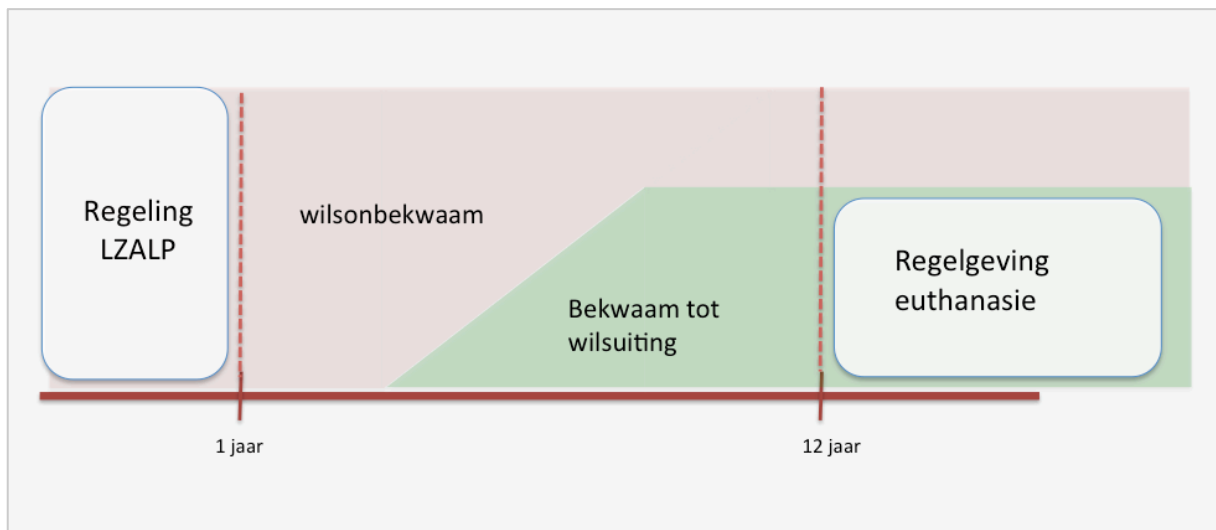 Regeling
LZALP
wilsonbekwaam
Bekwaam tot
wilsuiting
Regelgeving
euthanasie
1 jaar
12 jaar